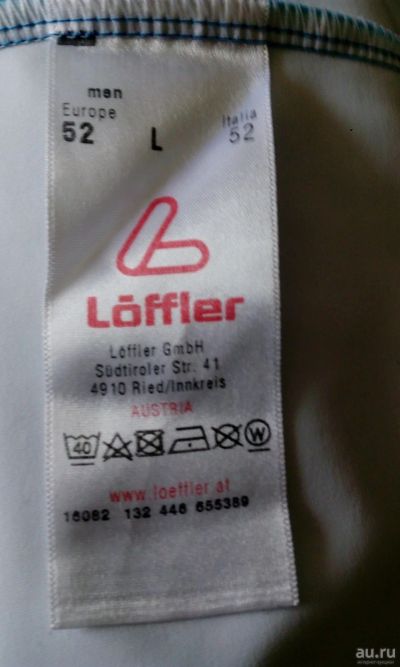 men
Europe Italia
52 L 52
Löffler
Löffler GmbH
Südtiroler Str. 41
4910 Ried/Innkreis
AUSTRIA
40 W
www.loeffler.at
16082 132 446 655389
au.ru